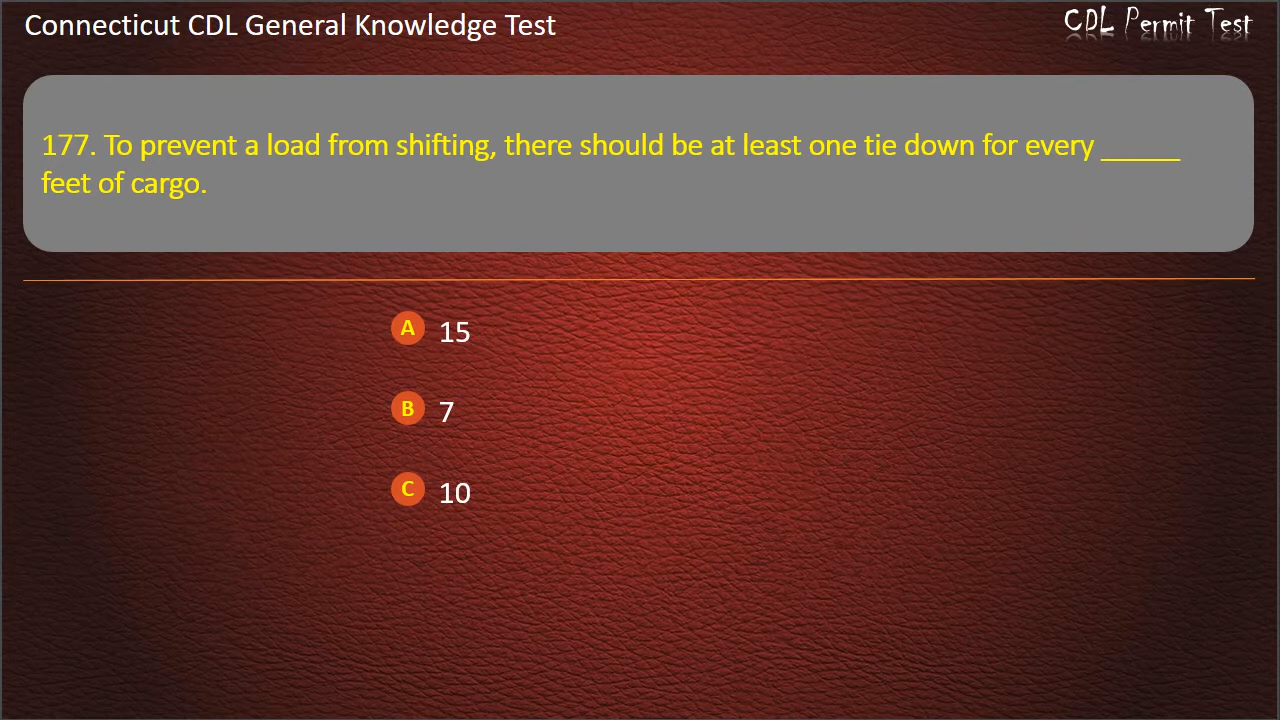 Connecticut CDL General Knowledge Test
CDL Permit Test
177. To prevent a load from shifting, there should be at least one tie down for every _____
feet of cargo.
A 15
B 7
C 10